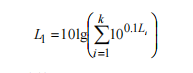 L₁ = 10lg(∑ᵢ₌₁ᵏ 10^{0.1Lᵢ})